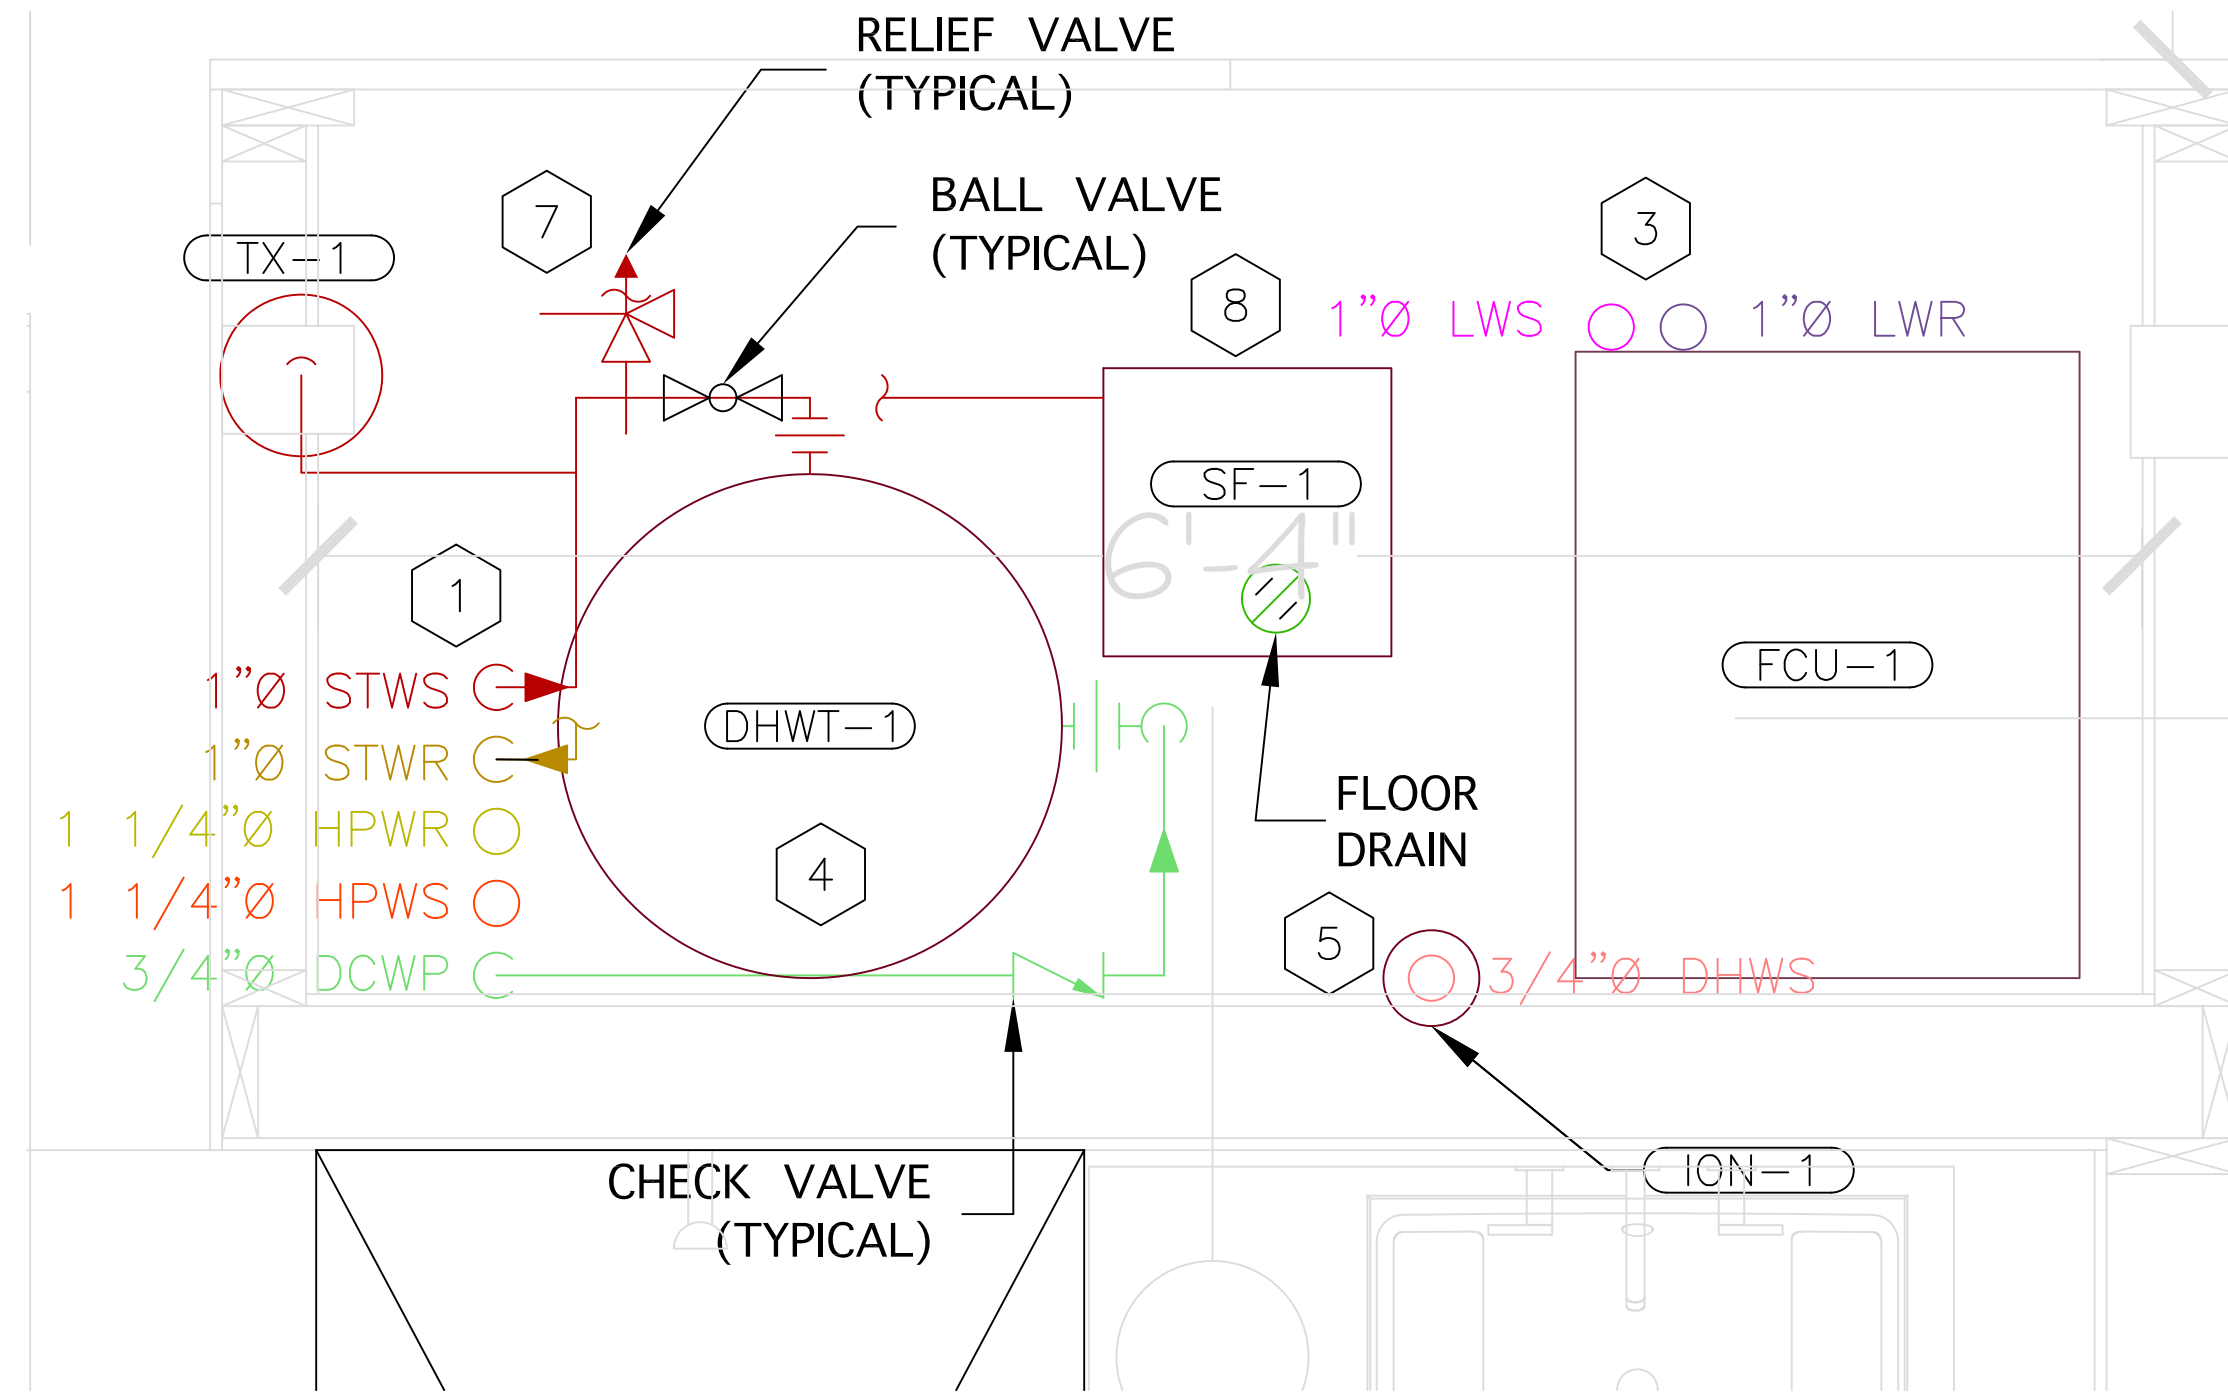 RELIEF VALVE
(TYPICAL)
BALL VALVE
(TYPICAL)
7
3
TX-1
8
1"Ø LWS
1"Ø LWR
SF-1
6'-4"
1
FCU-1
1"Ø STWS
DHWT-1
1"Ø STWR
FLOOR
DRAIN
1 1/4"Ø HPWR
4
1 1/4"Ø HPWS
5
3/4"Ø DCWP
3/4"Ø DHWS
CHECK VALVE
(TYPICAL)
ION-1